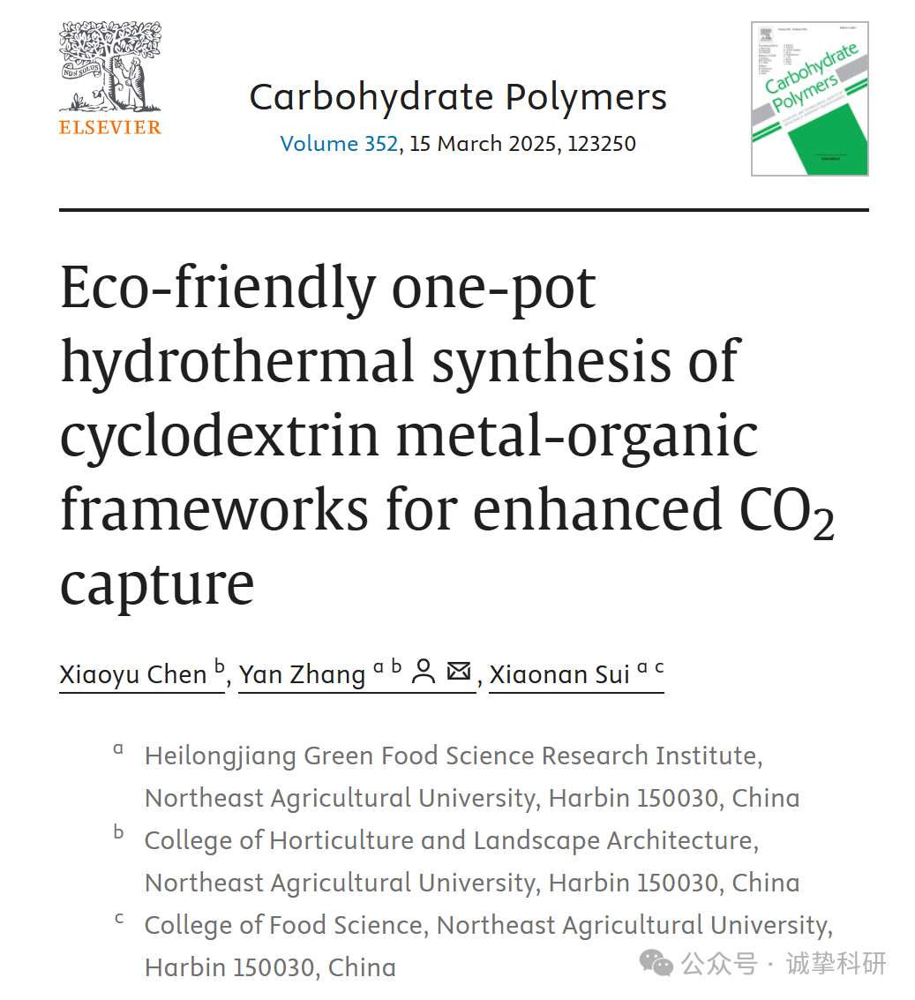 NON SOLUS
ELSEVIER
Carbohydrate Polymers
Volume 352, 15 March 2025, 123250
Carbohydrate
Polymers
Eco-friendly one-pot
hydrothermal synthesis of
cyclodextrin metal-organic
frameworks for enhanced CO₂
capture
Xiaoyu Chen ᵇ, Yan Zhang ᵃ ᵇ, Xiaonan Sui ᵃ ᶜ
a Heilongjiang Green Food Science Research Institute,
Northeast Agricultural University, Harbin 150030, China
b College of Horticulture and Landscape Architecture,
Northeast Agricultural University, Harbin 150030, China
c College of Food Science, Northeast Agricultural University,
Harbin 150030, China
公众号 · 诚挚科研